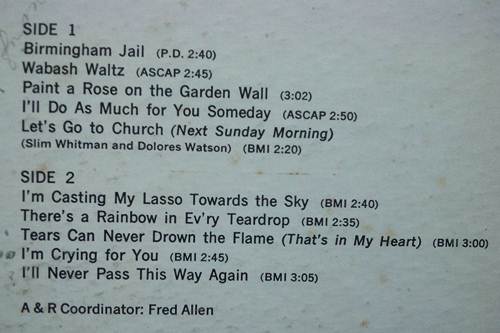 SIDE 1
Birmingham Jail (P.D. 2:40)
Wabash Waltz (ASCAP 2:45)
Paint a Rose on the Garden Wall (3:02)
I'll Do As Much for You Someday (ASCAP 2:50)
Let's Go to Church (Next Sunday Morning)
(Slim Whitman and Dolores Watson) (BMI 2:20)
SIDE 2
I'm Casting My Lasso Towards the Sky (BMI 2:40)
There's a Rainbow in Ev'ry Teardrop (BMI 2:35)
Tears Can Never Drown the Flame (That's in My Heart) (BMI 3:00)
I'm Crying for You (BMI 2:45)
I'll Never Pass This Way Again (BMI 3:05)
A & R Coordinator: Fred Allen